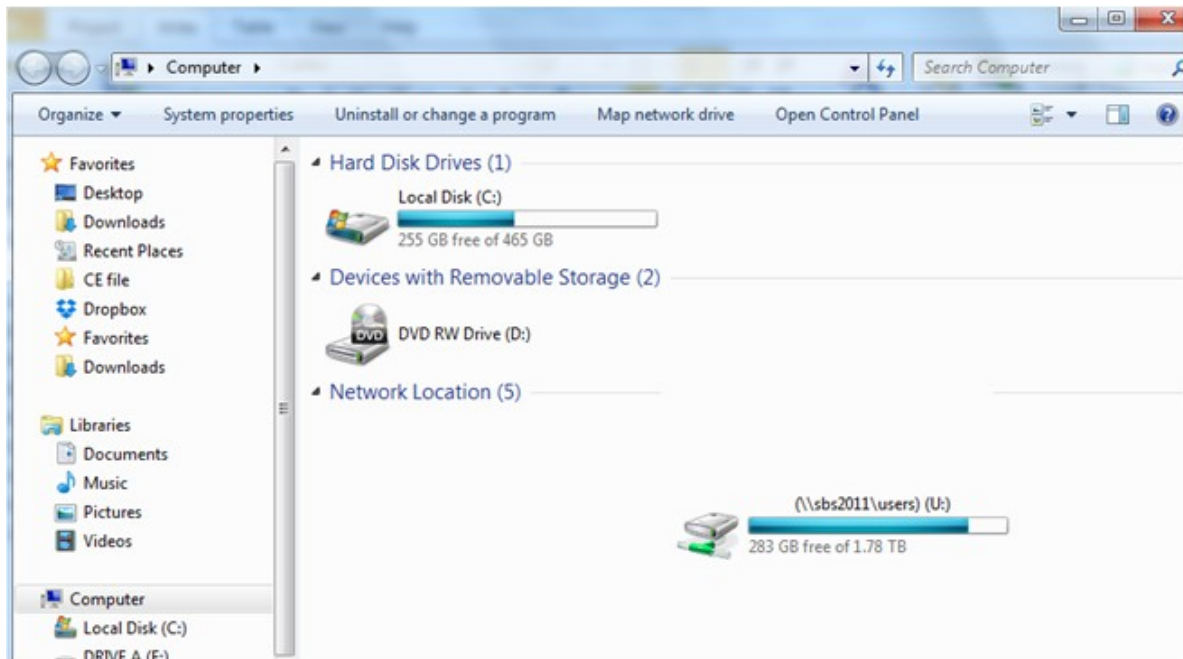 Computer
Search Computer
Organize
System properties
Uninstall or change a program
Map network drive
Open Control Panel
Favorites
Desktop
Downloads
Recent Places
CE file
Dropbox
Favorites
Downloads
Libraries
Documents
Music
Pictures
Videos
Computer
Local Disk (C:)
DRIVE A (F:)
Hard Disk Drives (1)
Local Disk (C:)
255 GB free of 465 GB
Devices with Removable Storage (2)
DVD
DVD RW Drive (D:)
Network Location (5)
(\\sbs2011\users) (U:)
283 GB free of 1.78 TB